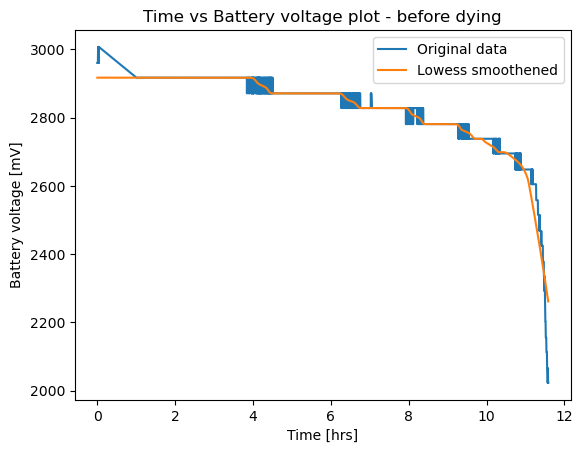 Time vs Battery voltage plot - before dying
Original data
Lowess smoothened
Battery voltage [mV]
3000
2800
2600
2400
2200
2000
0 2 4 6 8 10 12
Time [hrs]